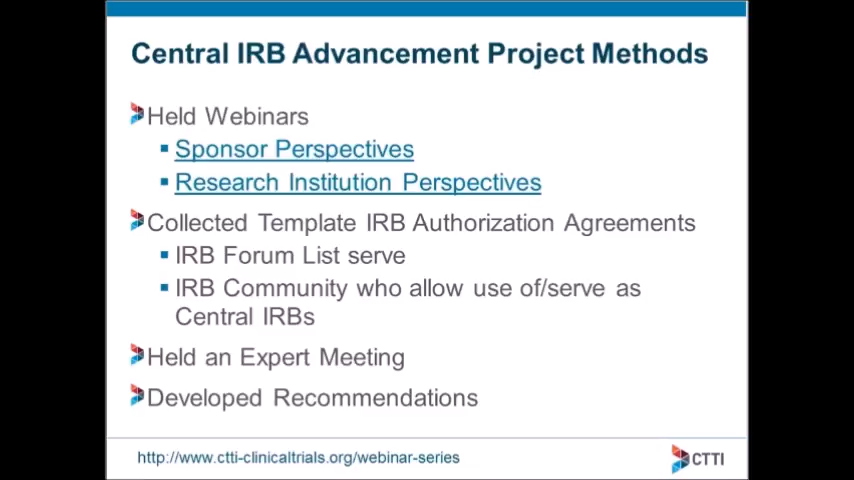 Central IRB Advancement Project Methods
Held Webinars
Sponsor Perspectives
Research Institution Perspectives
Collected Template IRB Authorization Agreements
IRB Forum List serve
IRB Community who allow use of/serve as
Central IRBs
Held an Expert Meeting
Developed Recommendations
http://www.ctti-clinicaltrials.org/webinar-series
CTTI